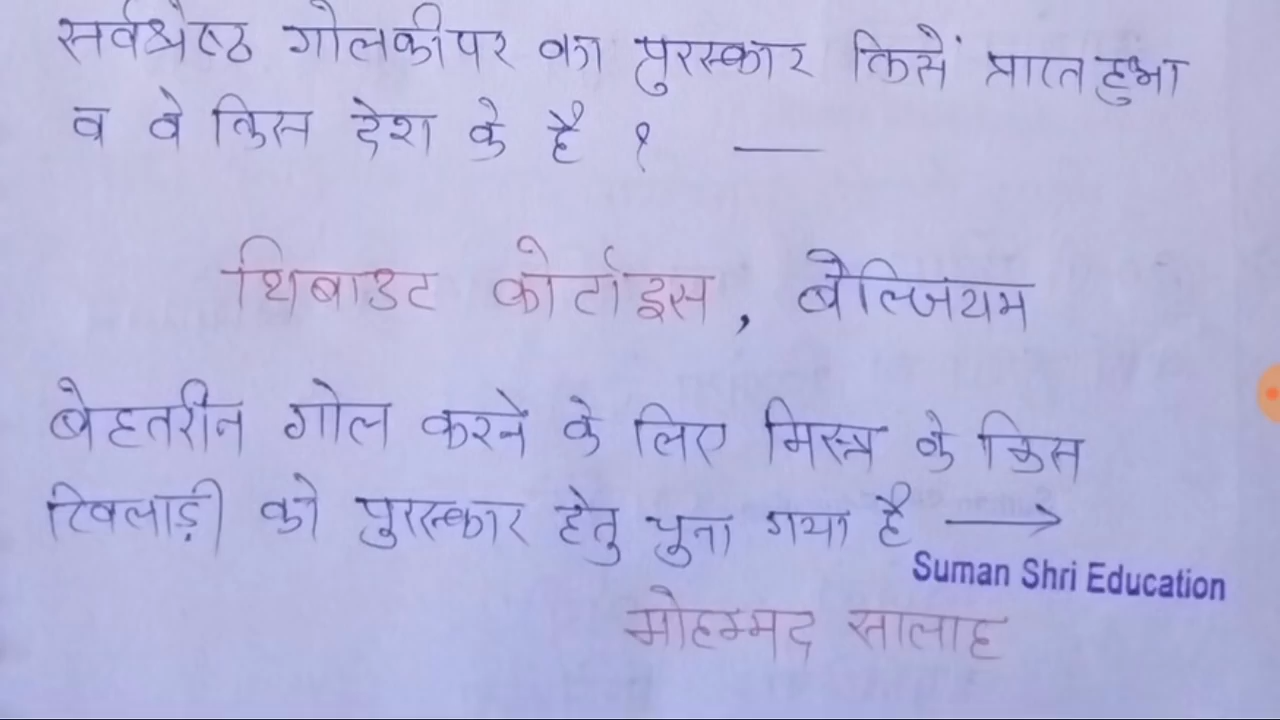 सर्वश्रेष्ठ गोलकीपर का पुरस्कार किसें प्राप्त हुआ
व वे किस देश के है ? —
थिबाउट कोर्टाइस, बेल्जियम
बेहतरीन गोल करने के लिए मिस्त्र के किस
खिलाड़ी को पुरस्कार हेतु चुना गया है →
Suman Shri Education
मोहम्मद सालाह